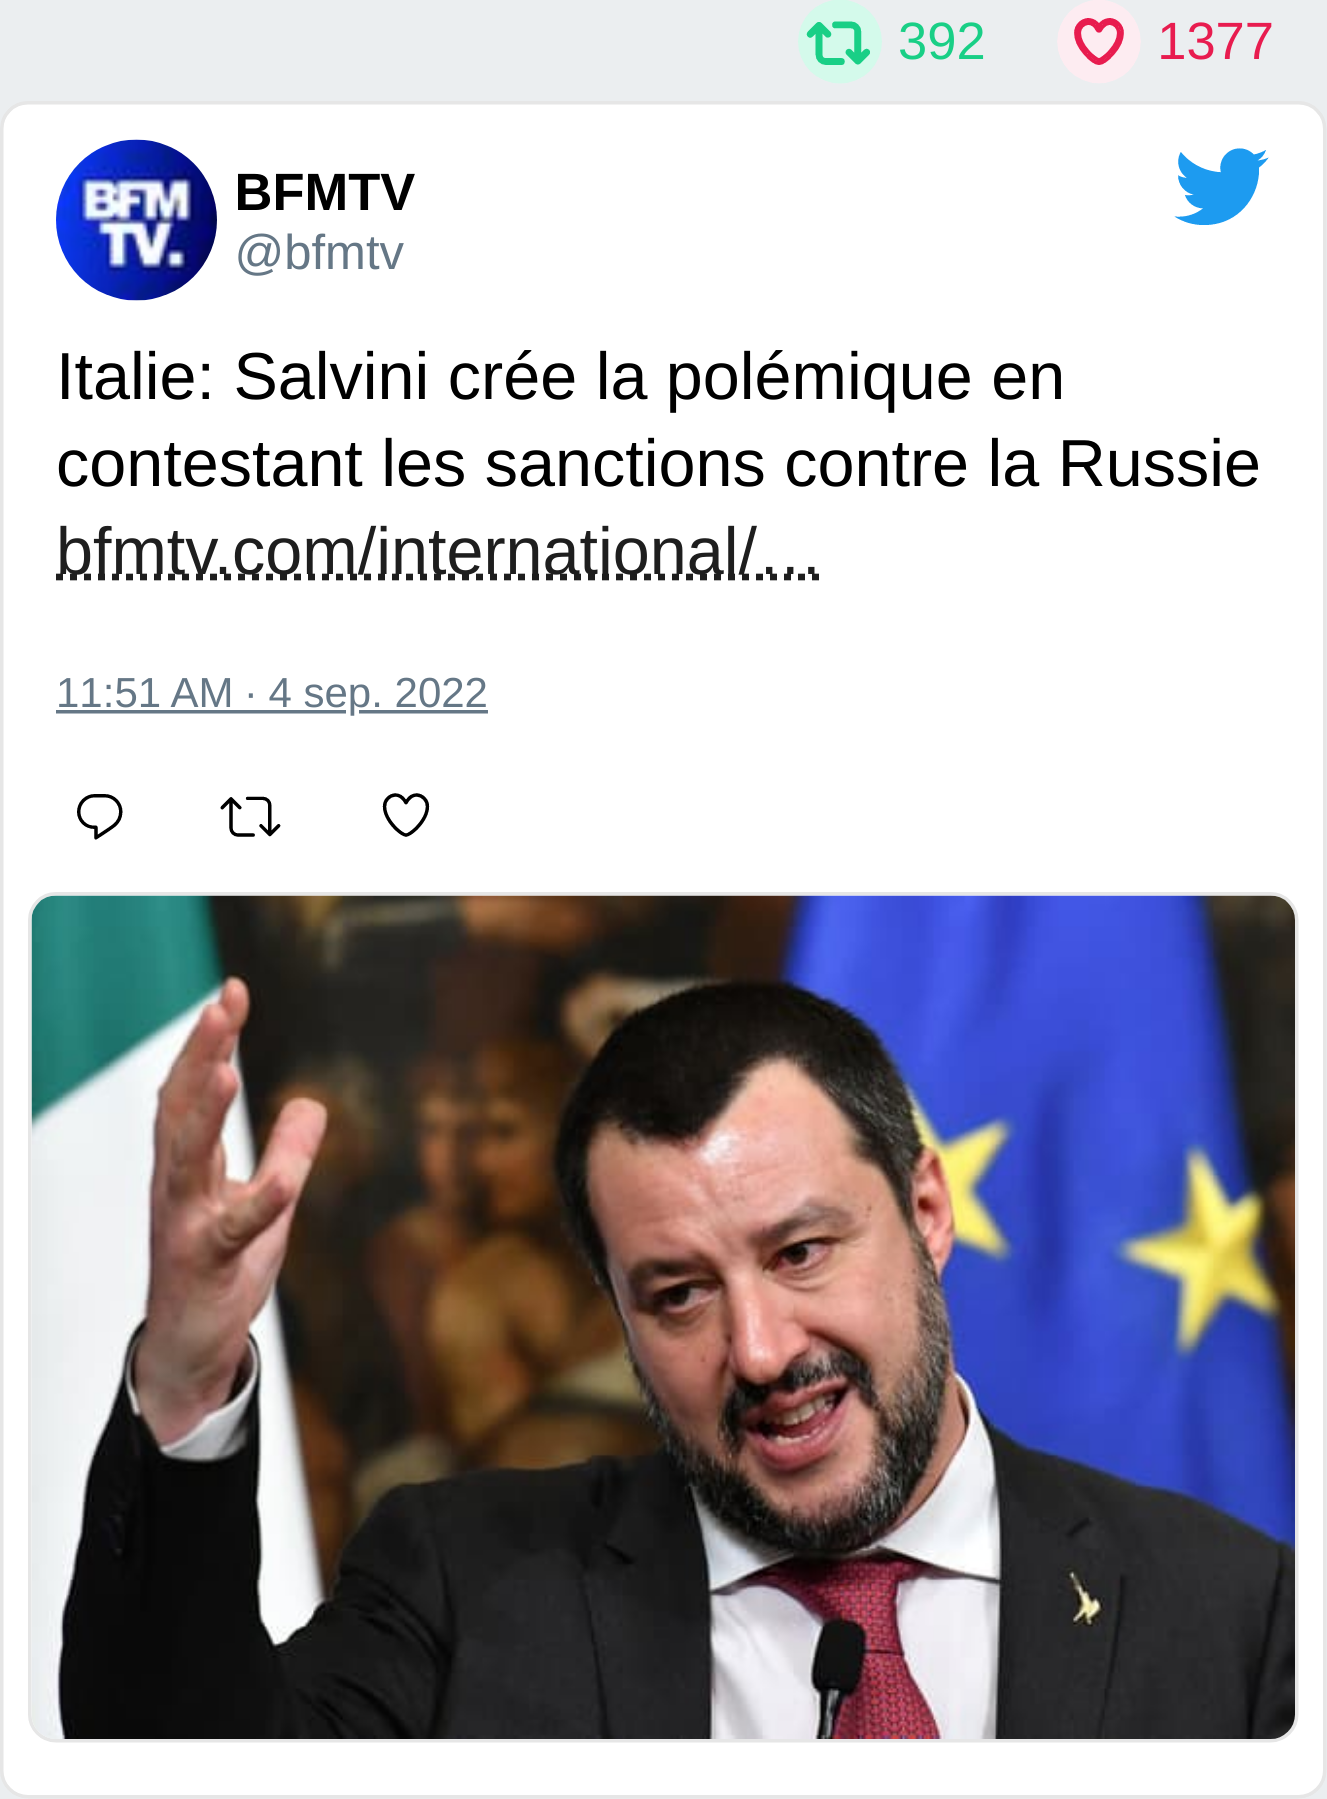 392 1377
BFM
TV.
BFMTV
@bfmtv
Italie: Salvini crée la polémique en
contestant les sanctions contre la Russie
bfmtv.com/international/…
11:51 AM · 4 sep. 2022